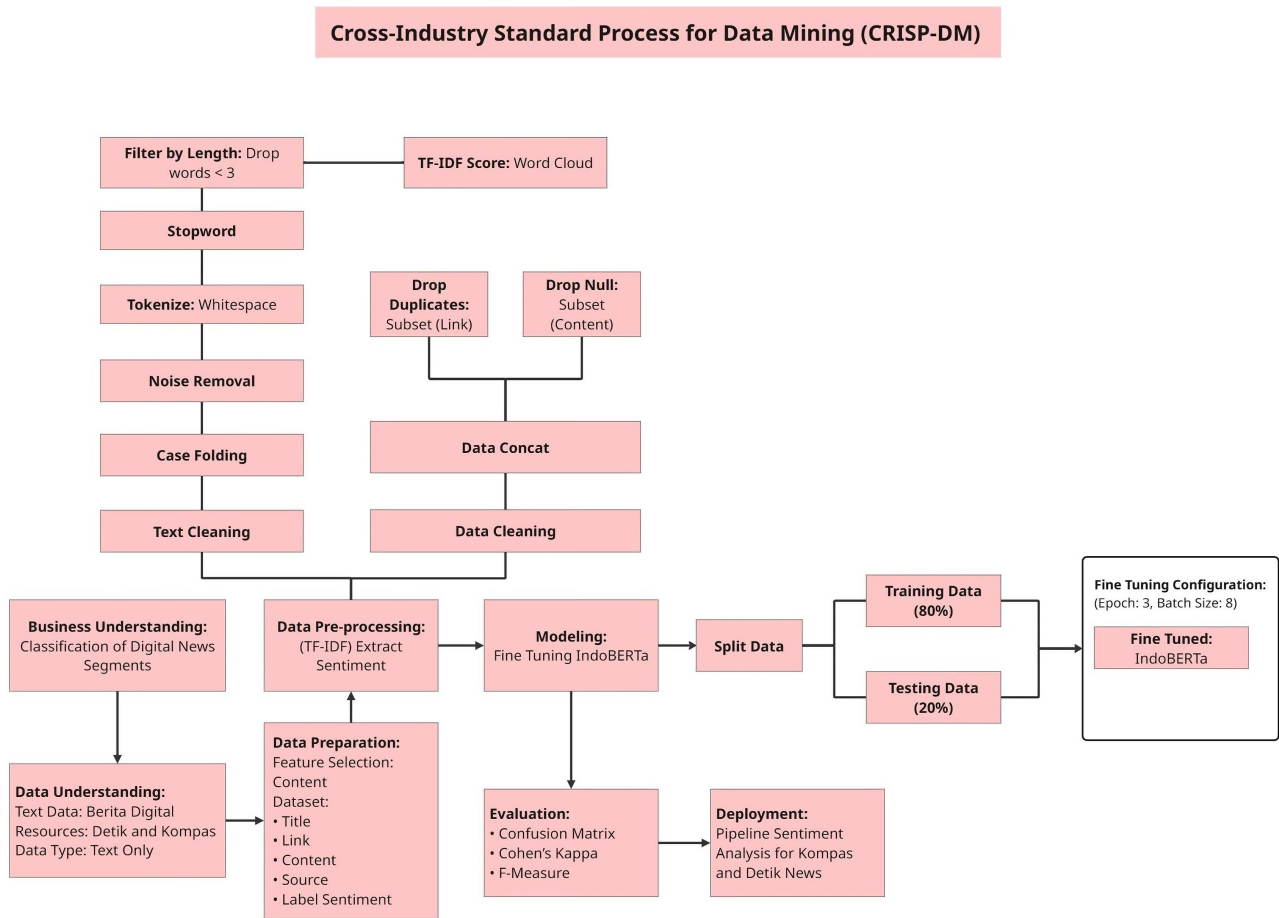 Cross-Industry Standard Process for Data Mining (CRISP-DM)
Filter by Length: Drop
words < 3
TF-IDF Score: Word Cloud
Stopword
Tokenize: Whitespace
Noise Removal
Case Folding
Text Cleaning
Drop
Duplicates:
Subset (Link)
Drop Null:
Subset
(Content)
Data Concat
Data Cleaning
Business Understanding:
Classification of Digital News
Segments
Data Understanding:
Text Data: Berita Digital
Resources: Detik and Kompas
Data Type: Text Only
Data Preparation:
Feature Selection:
Content
Dataset:
• Title
• Link
• Content
• Source
• Label Sentiment
Data Pre-processing:
(TF-IDF) Extract
Sentiment
Modeling:
Fine Tuning IndoBERTa
Split Data
Training Data
(80%)
Testing Data
(20%)
Fine Tuning Configuration:
(Epoch: 3, Batch Size: 8)
Fine Tuned:
IndoBERTa
Evaluation:
• Confusion Matrix
• Cohen’s Kappa
• F-Measure
Deployment:
Pipeline Sentiment
Analysis for Kompas
and Detik News